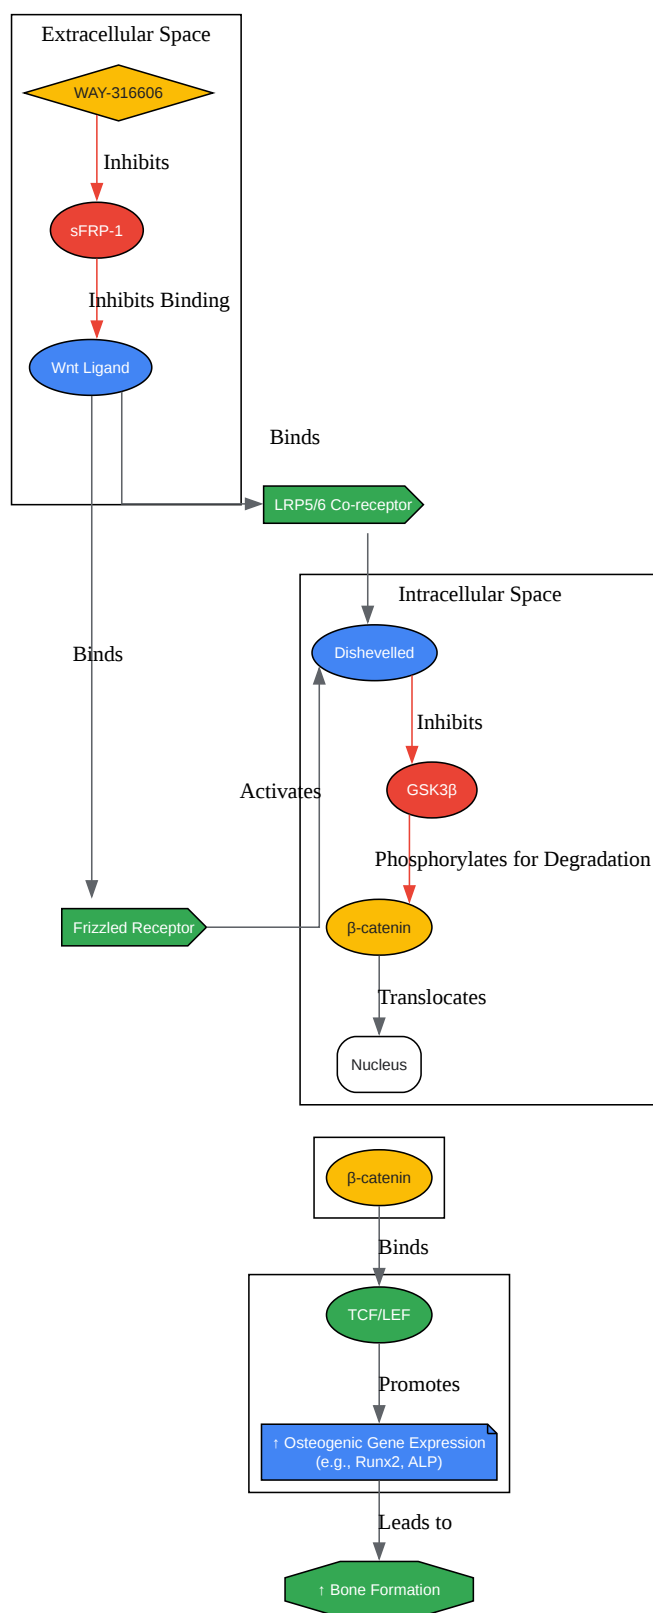 Extracellular Space
WAY-316606
Inhibits
sFRP-1
Inhibits Binding
Wnt Ligand
Binds
LRP5/6 Co-receptor
Intracellular Space
Dishevelled
Binds
Inhibits
Activates
GSK3β
Phosphorylates for Degradation
Frizzled Receptor
β-catenin
Translocates
Nucleus
β-catenin
Binds
TCF/LEF
Promotes
↑ Osteogenic Gene Expression
(e.g., Runx2, ALP)
Leads to
↑ Bone Formation